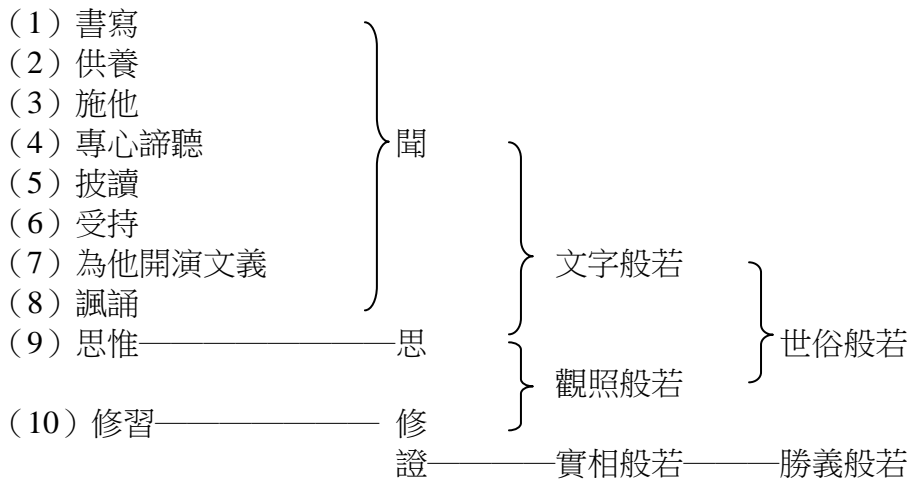 （1）書寫
（2）供養
（3）施他
（4）專心諦聽 聞
（5）披讀
（6）受持
（7）為他開演文義 文字般若
（8）諷誦
（9）思惟────────思 世俗般若
觀照般若
（10）修習─────── 修
證────實相般若───勝義般若